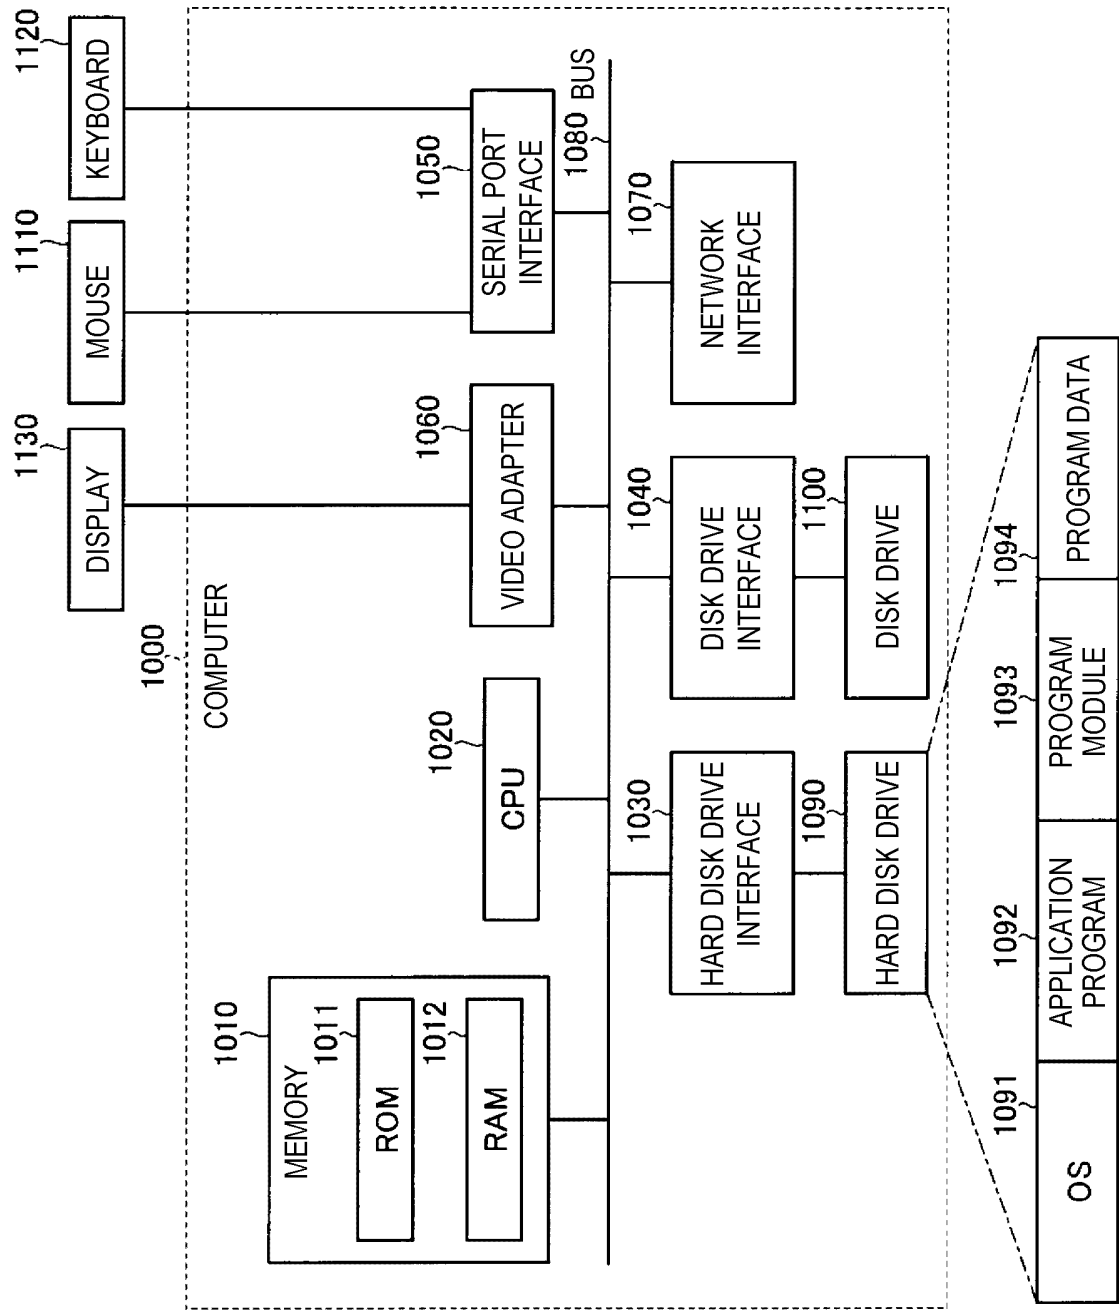 1000
COMPUTER
1010
MEMORY
1011
ROM
1012
RAM
1020
CPU
1130
DISPLAY
1110
MOUSE
1120
KEYBOARD
1060
VIDEO ADAPTER
1050
SERIAL PORT
INTERFACE
1080
BUS
1030
HARD DISK DRIVE
INTERFACE
1040
DISK DRIVE
INTERFACE
1070
NETWORK
INTERFACE
1090
HARD DISK DRIVE
1100
DISK DRIVE
1091
OS
1092
APPLICATION
PROGRAM
1093
PROGRAM
MODULE
1094
PROGRAM DATA